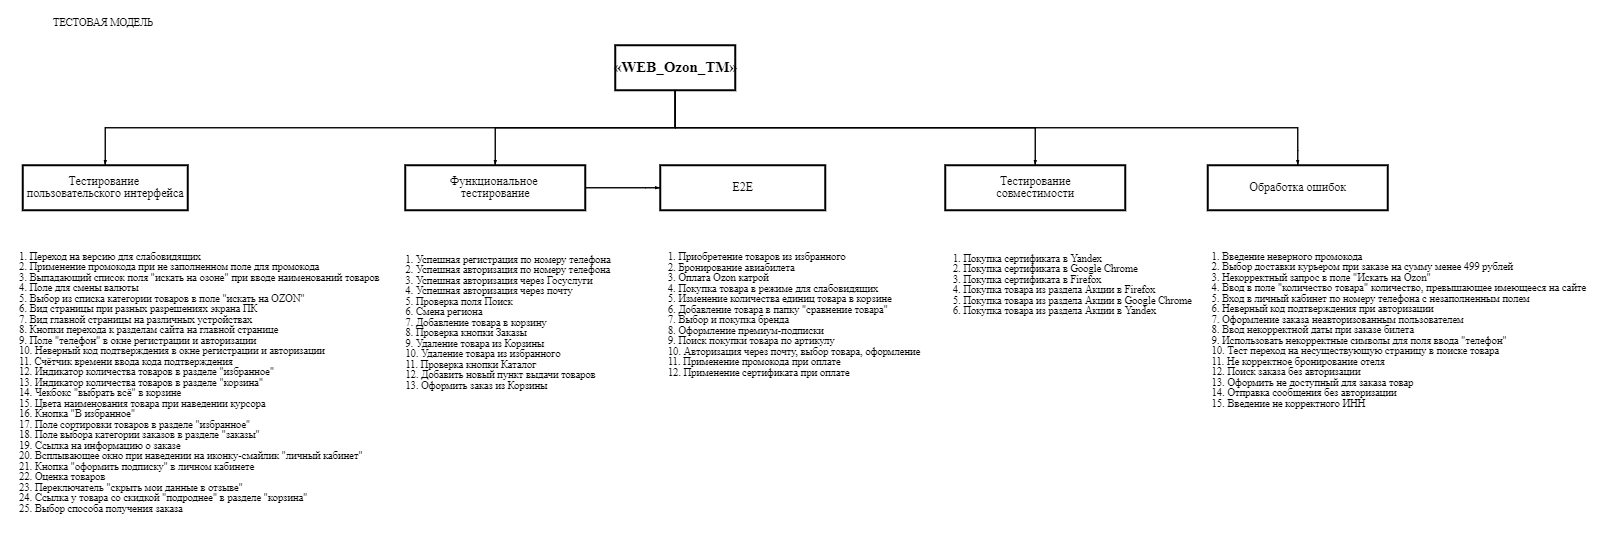 ТЕСТОВАЯ МОДЕЛЬ
«WEB_Ozon_TM»
Тестирование
пользовательского интерфейса
Функциональное
тестирование
E2E
Тестирование
совместимости
Обработка ошибок
1. Переход на версию для слабовидящих
2. Применение промокода при не заполненном поле для промокода
3. Выпадающий список поля "искать на озоне" при вводе наименований товаров
4. Поле для смены валюты
5. Выбор из списка категории товаров в поле "искать на OZON"
6. Вид страницы при разных разрешениях экрана ПК
7. Вид главной страницы на различных устройствах
8. Кнопки перехода к разделам сайта на главной странице
9. Поле "телефон" в окне регистрации и авторизации
10. Неверный код подтверждения в окне регистрации и авторизации
11. Счётчик времени ввода кода подтверждения
12. Индикатор количества товаров в разделе "избранное"
13. Индикатор количества товаров в разделе "корзина"
14. Чекбокс "выбрать всё" в корзине
15. Цвета наименования товара при наведении курсора
16. Кнопка "В избранное"
17. Поле сортировки товаров в разделе "избранное"
18. Поле выбора категории заказов в разделе "заказы"
19. Ссылка на информацию о заказе
20. Всплывающее окно при наведении на иконку-смайлик "личный кабинет"
21. Кнопка "оформить подписку" в личном кабинете
22. Оценка товаров
23. Переключатель "скрыть мои данные в отзыве"
24. Ссылка у товара со скидкой "подроднее" в разделе "корзина"
25. Выбор способа получения заказа
1. Успешная регистрация по номеру телефона
2. Успешная авторизация по номеру телефона
3. Успешная авторизация через Госуслуги
4. Успешная авторизация через почту
5. Проверка поля Поиск
6. Смена региона
7. Добавление товара в корзину
8. Проверка кнопки Заказы
9. Удаление товара из Корзины
10. Удаление товара из избранного
11. Проверка кнопки Каталог
12. Добавить новый пункт выдачи товаров
13. Оформить заказ из Корзины
1. Приобретение товаров из избранного
2. Бронирование авиабилета
3. Оплата Ozon катрой
4. Покупка товара в режиме для слабовидящих
5. Изменение количества единиц товара в корзине
6. Добавление товара в папку "сравнение товара"
7. Выбор и покупка бренда
8. Оформление премиум-подписки
9. Поиск покупки товара по артикулу
10. Авторизация через почту, выбор товара, оформление
11. Применение промокода при оплате
12. Применение сертификата при оплате
1. Покупка сертификата в Yandex
2. Покупка сертификата в Google Chrome
3. Покупка сертификата в Firefox
4. Покупка товара из раздела Акции в Firefox
5. Покупка товара из раздела Акции в Google Chrome
6. Покупка товара из раздела Акции в Yandex
1. Введение неверного промокода
2. Выбор доставки курьером при заказе на сумму менее 499 рублей
3. Некорректный запрос в поле "Искать на Ozon"
4. Ввод в поле "количество товара" количество, превышающее имеющееся на сайте
5. Вход в личный кабинет по номеру телефона с незаполненным полем
6. Неверный код подтверждения при авторизации
7. Оформление заказа неавторизованным пользователем
8. Ввод некорректной даты при заказе билета
9. Использовать некорректные символы для поля ввода "телефон"
10. Тест переход на несуществующую страницу в поиске товара
11. Не корректное бронирование отеля
12. Поиск заказа без авторизации
13. Оформить не доступный для заказа товар
14. Отправка сообщения без авторизации
15. Введение не корректного ИНН